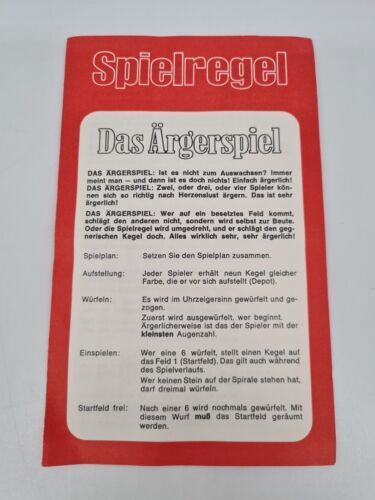 Spielregel
Das Ärgerspiel
DAS ÄRGERSPIEL: Ist es nicht zum Auswachsen? Immer
meint man — und dann ist es doch nichts! Einfach ärgerlich!
DAS ÄRGERSPIEL: Zwei, oder drei, oder vier Spieler kön-
nen sich so richtig nach Herzenslust ärgern. Das ist sehr
ärgerlich!
DAS ÄRGERSPIEL: Wer auf ein besetztes Feld kommt,
schlägt den anderen nicht, sondern wird selbst zur Beute.
Oder die Spielregel wird umgedreht, und er schlägt den geg-
nerischen Kegel doch. Alles wirklich sehr, sehr ärgerlich!
Spielplan: Setzen Sie den Spielplan zusammen.
Aufstellung: Jeder Spieler erhält neun Kegel gleicher
Farbe, die er vor sich aufstellt (Depot).
Würfeln: Es wird im Uhrzeigersinn gewürfelt und ge-
zogen.
Zuerst wird ausgewürfelt, wer beginnt.
Ärgerlicherweise ist das der Spieler mit der
kleinsten Augenzahl.
Einspielen: Wer eine 6 würfelt, stellt einen Kegel auf
das Feld 1 (Startfeld). Das gilt auch während
des Spielverlaufs.
Wer keinen Stein auf der Spirale stehen hat,
darf dreimal würfeln.
Startfeld frei: Nach einer 6 wird nochmals gewürfelt. Mit
diesem Wurf muß das Startfeld geräumt
werden.